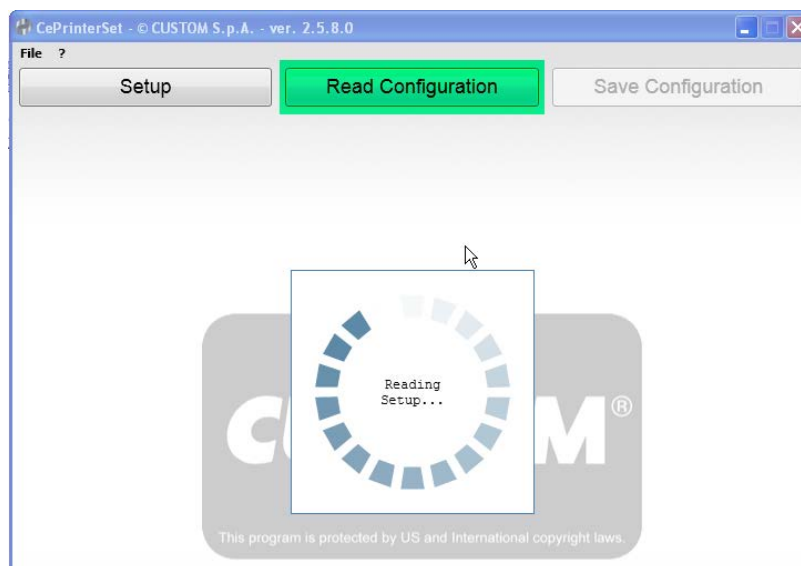 CePrinterSet - © CUSTOM S.p.A. - ver. 2.5.8.0
File ?
Setup Read Configuration Save Configuration
Reading
Setup...
®
This program is protected by US and International copyright laws.